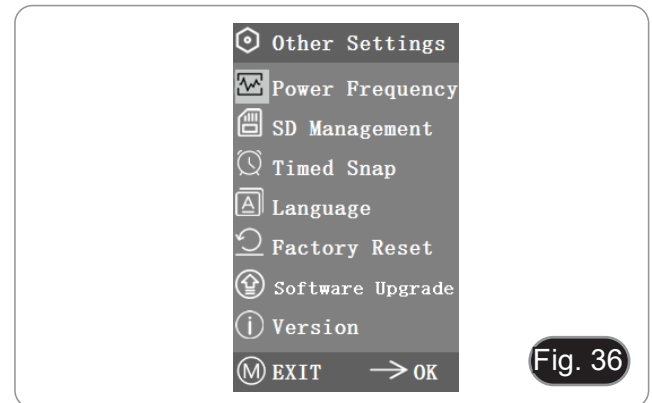 Other Settings
Power Frequency
SD Management
Timed Snap
A Language
Factory Reset
Software Upgrade
i Version
M EXIT → OK
Fig. 36